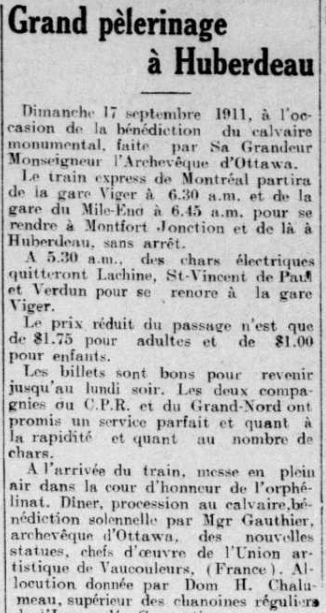 Grand pèlerinage
à Huberdeau
Dimanche 17 septembre 1911, à l'oc-
casion de la bénédiction du calvaire
monumental, faite par Sa Grandeur
Monseigneur l'Archevêque d'Ottawa.
Le train express de Montréal partira
de la gare Viger à 6.30 a.m. et de la
gare du Mile-End à 6.45 a.m. pour se
rendre à Montfort Jonction et de là à
Huberdeau, sans arrêt.
A 5.30 a.m., des chars électriques
quitteront Lachine, St-Vincent de Paul
et Verdun pour se renore à la gare
Viger.
Le prix réduit du passage n'est que
de $1.75 pour adultes et de $1.00
pour enfants.
Les billets sont bons pour revenir
jusqu'au lundi soir. Les deux compa-
gnies ou C.P.R. et du Grand-Nord ont
promis un service parfait et quant à
la rapidité et quant au nombre de
chars.
A l'arrivée du train, messe en plein
air dans la cour d'honneur de l'orphé-
linat. Dîner, procession au calvaire,bé-
nédiction solennelle par Mgr Gauthier,
archevêque d'Ottawa, des nouvelles
statues, chefs d'œuvre de l'Union ar-
tistique de Vaucouleurs, (France). Al-
locution donnée par Dom H. Chalu-
meau, supérieur des chanoines réguliers